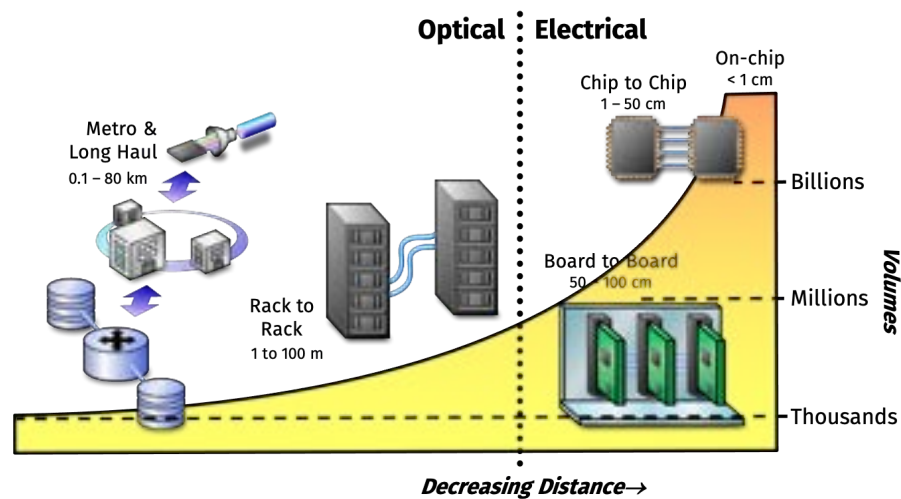 Optical
Electrical
On-chip
< 1 cm
Chip to Chip
1 – 50 cm
Metro &
Long Haul
0.1 – 80 km
Billions
Board to Board
50 – 100 cm
Millions
Volumes
Rack to
Rack
1 to 100 m
Thousands
Decreasing Distance→